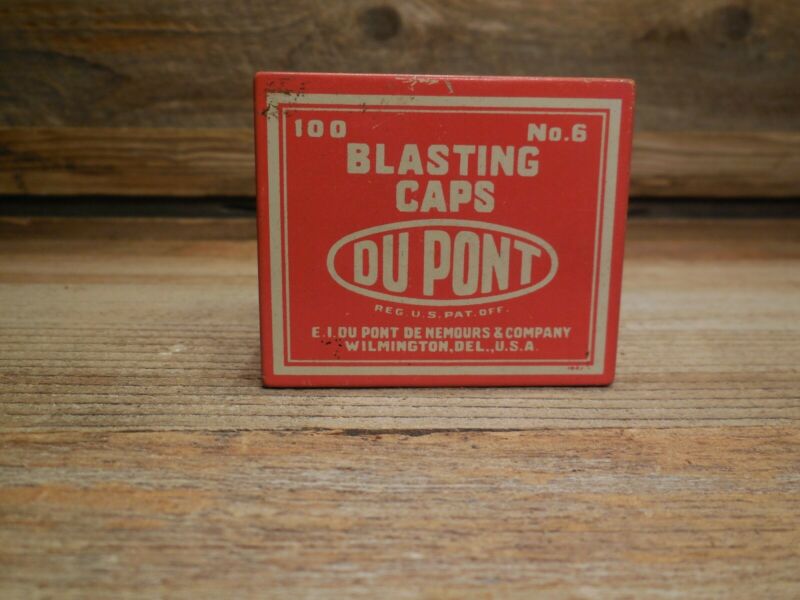 100 No.6
BLASTING
CAPS
DU PONT
REG. U.S. PAT. OFF.
E.I. DU PONT DE NEMOURS & COMPANY
WILMINGTON, DEL., U.S.A.